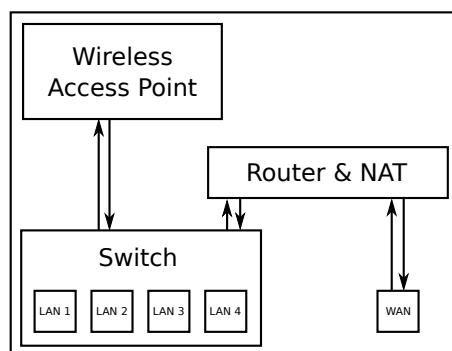 Wireless
Access Point
Router & NAT
Switch
LAN 1 LAN 2 LAN 3 LAN 4 WAN